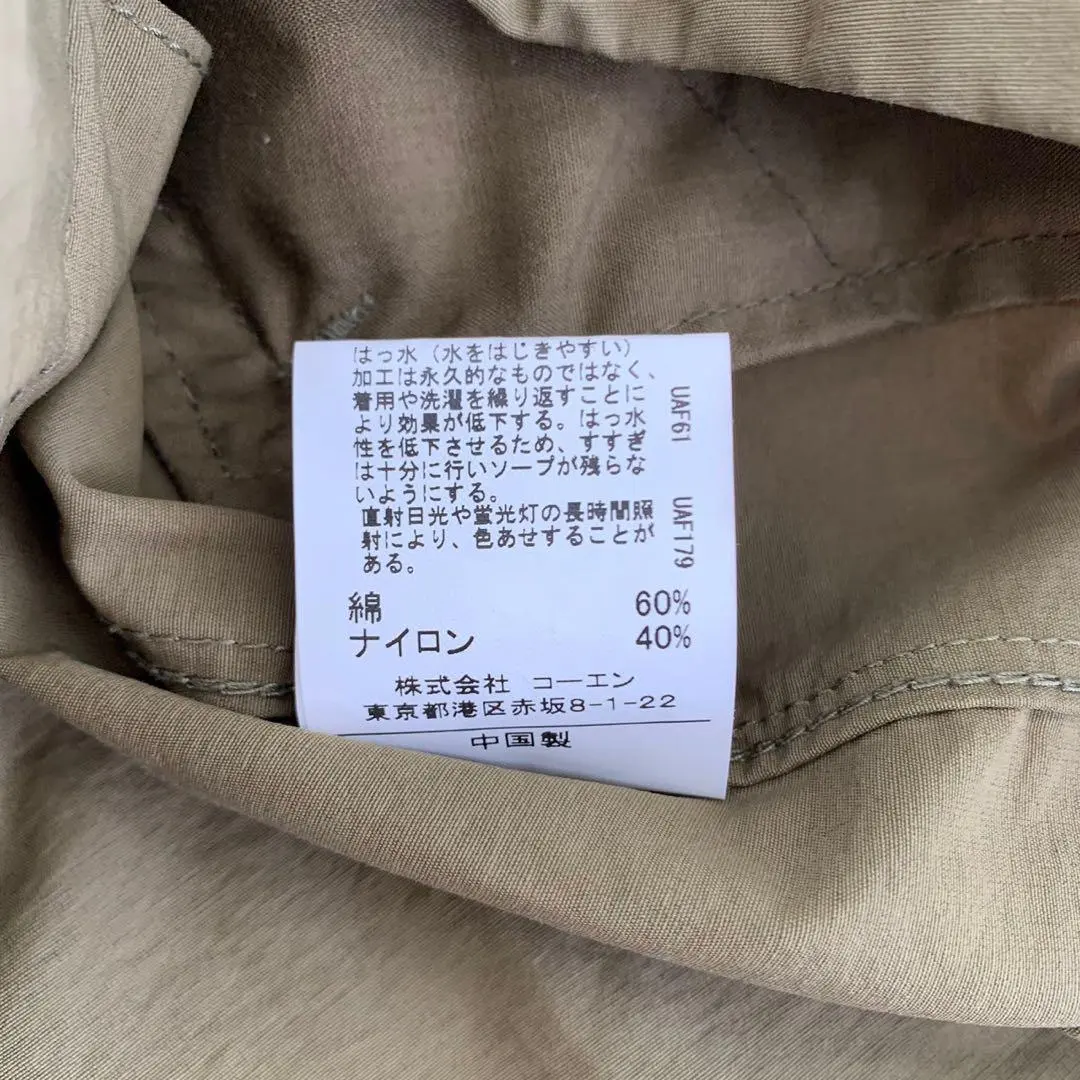 はっ水（水をはじきやすい）
加工は永久的なものではなく、
着用や洗濯を繰り返すことに
より効果が低下する。はっ水
性を低下させるため、すすぎ
は十分に行いソープが残らな
いようにする。
直射日光や蛍光灯の長時間照
射により、色あせすることが
ある。
UAF61
UAF179
綿 60%
ナイロン 40%
株式会社 コーエン
東京都港区赤坂8-1-22
中国製